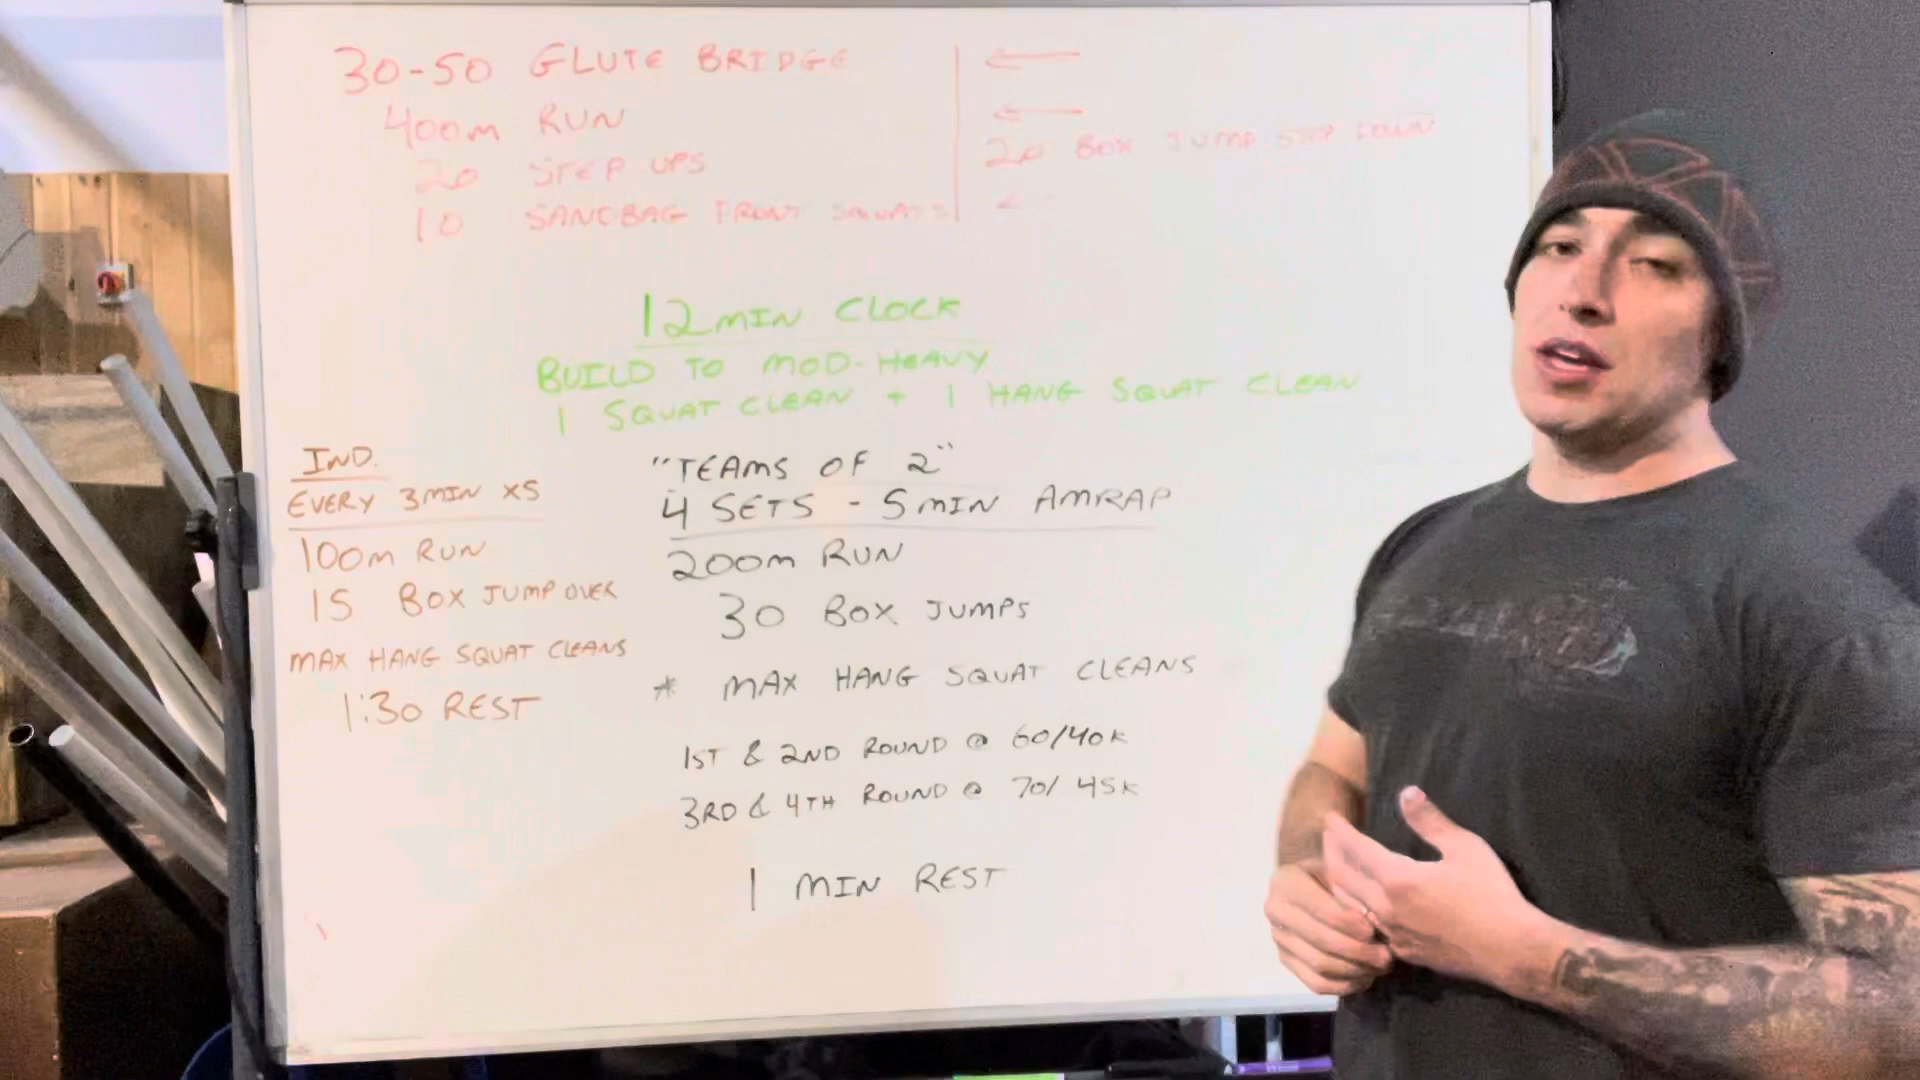 30-50 GLUTE BRIDGE
400m RUN
20 STEP UPS
20 BOX JUMP STEP DOWN
10 SANDBAG FRONT SQUATS
12 MIN CLOCK
BUILD TO MOD-HEAVY
1 SQUAT CLEAN + 1 HANG SQUAT CLEAN
IND.
EVERY 3 MIN X5
100m RUN
15 BOX JUMP OVER
MAX HANG SQUAT CLEANS
1:30 REST
"TEAMS OF 2"
4 SETS - 5 MIN AMRAP
200m RUN
30 BOX JUMPS
* MAX HANG SQUAT CLEANS
1ST & 2ND ROUND @ 60/40K
3RD & 4TH ROUND @ 70/45K
1 MIN REST